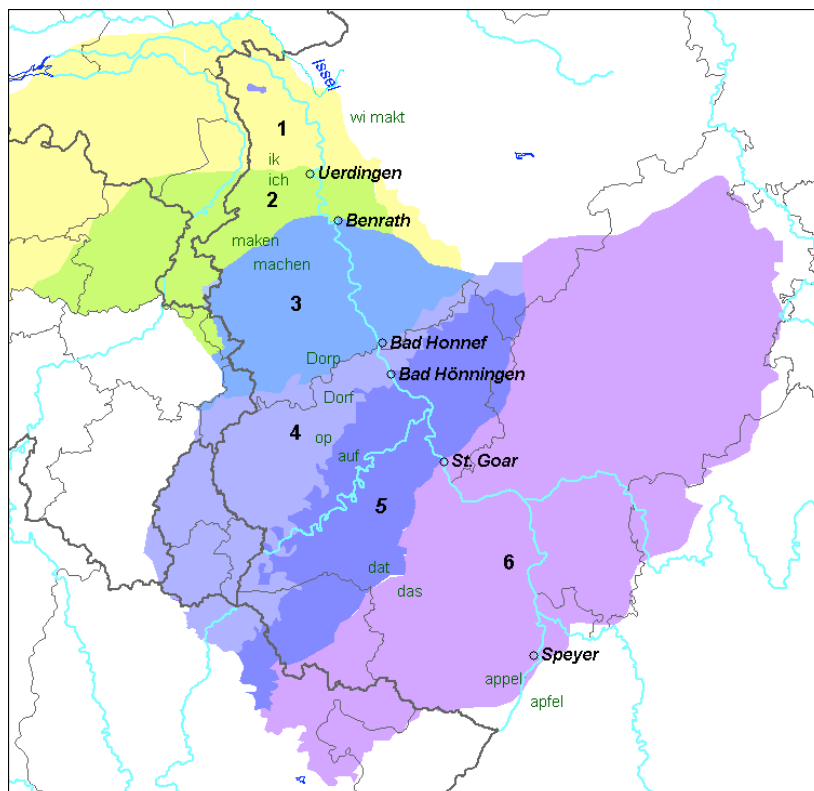 Issel
wi makt
1
ik
Uerdingen
ich
2
Benrath
maken
machen
3
Bad Honnef
Dorp
Bad Hönningen
Dorf
4
op
auf
St. Goar
5
6
dat
das
Speyer
appel
apfel